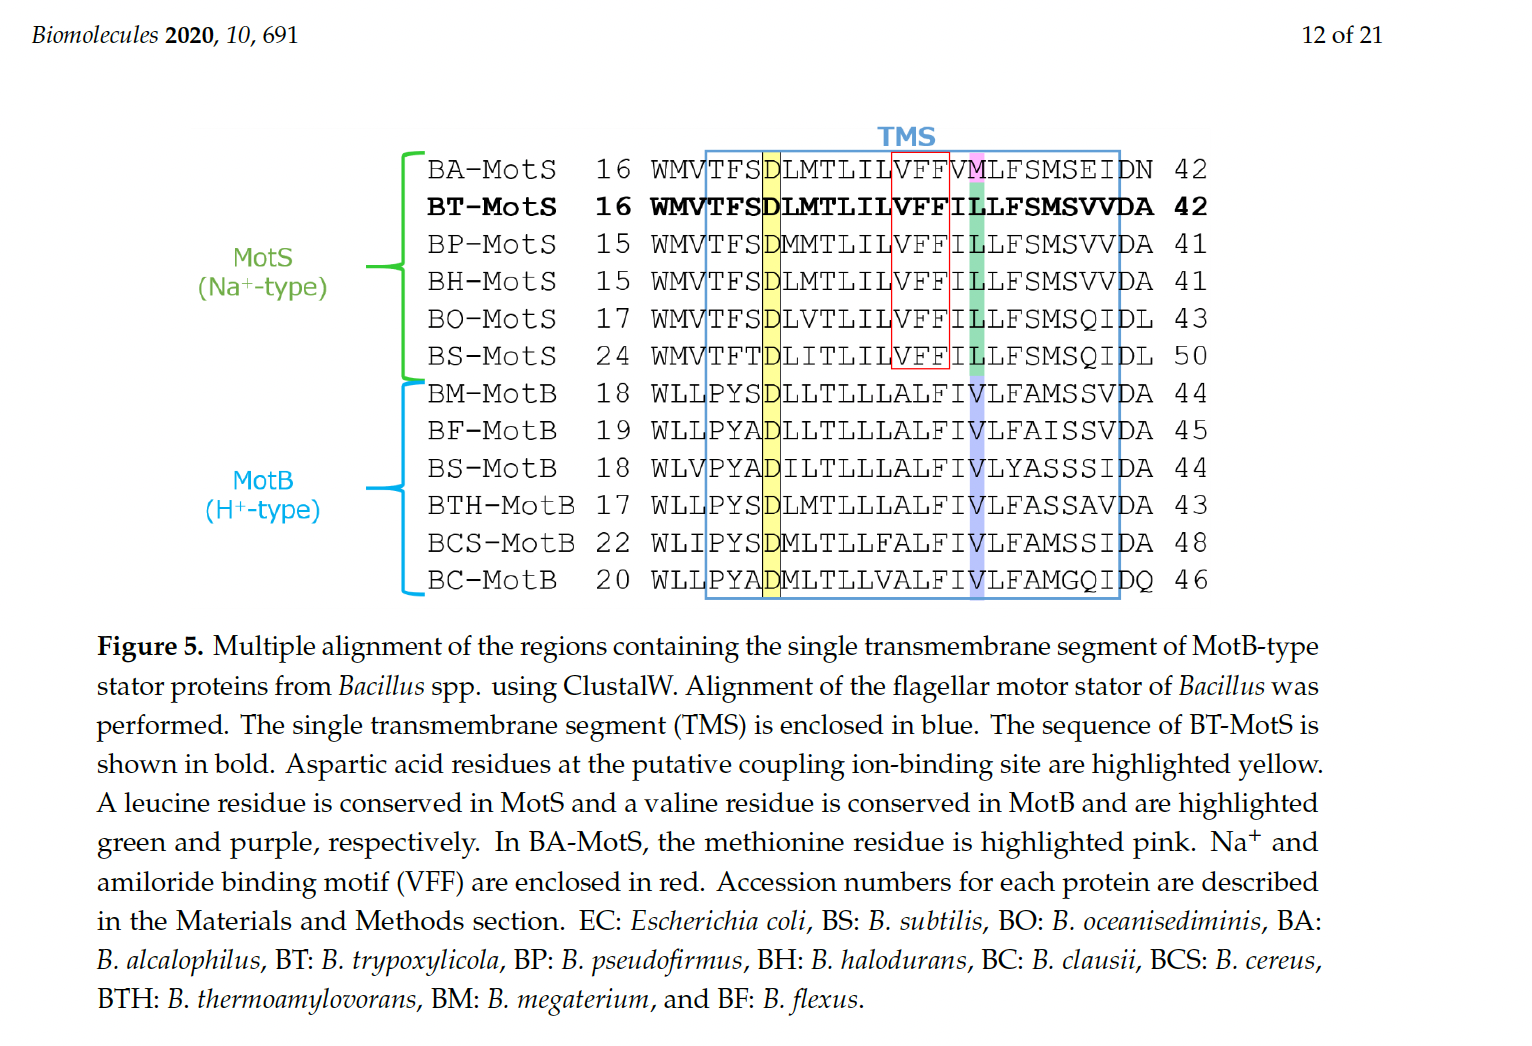 Biomolecules 2020, 10, 691 12 of 21
TMS
BA-MotS 16 WMVTFSDLMTLILVFFVMLFSMSEIDN 42
BT-MotS 16 WMVTFSDLMTLILVFFILLFSMSVVDA 42
BP-MotS 15 WMVTFSDMMTLILVFFILLFSMSVVDA 41
BH-MotS 15 WMVTFSDLMTLILVFFILLFSMSVVDA 41
BO-MotS 17 WMVTFSDLVTLILVFFILLFSMSQIDL 43
BS-MotS 24 WMVTFTDLITLILVFFILLFSMSQIDL 50
MotS
(Na⁺-type)
BM-MotB 18 WLLPYSDLLTLLLALFIVLFAMSSVDA 44
BF-MotB 19 WLLPYADLLTLLLALFIVLFAISSVDA 45
BS-MotB 18 WLVPYADILTLLLALFIVLYASSSIDA 44
BTH-MotB 17 WLLPYSDLMTLLLALFIVLFASSAVDA 43
BCS-MotB 22 WLIPYSDMLTLLFALFIVLFAMSSIDA 48
BC-MotB 20 WLLPYADMLTLLVALFIVLFAMGQIDQ 46
MotB
(H⁺-type)
Figure 5. Multiple alignment of the regions containing the single transmembrane segment of MotB-type
stator proteins from Bacillus spp. using ClustalW. Alignment of the flagellar motor stator of Bacillus was
performed. The single transmembrane segment (TMS) is enclosed in blue. The sequence of BT-MotS is
shown in bold. Aspartic acid residues at the putative coupling ion-binding site are highlighted yellow.
A leucine residue is conserved in MotS and a valine residue is conserved in MotB and are highlighted
green and purple, respectively. In BA-MotS, the methionine residue is highlighted pink. Na⁺ and
amiloride binding motif (VFF) are enclosed in red. Accession numbers for each protein are described
in the Materials and Methods section. EC: Escherichia coli, BS: B. subtilis, BO: B. oceanisediminis, BA:
B. alcalophilus, BT: B. trypoxylicola, BP: B. pseudofirmus, BH: B. halodurans, BC: B. clausii, BCS: B. cereus,
BTH: B. thermoamylovorans, BM: B. megaterium, and BF: B. flexus.